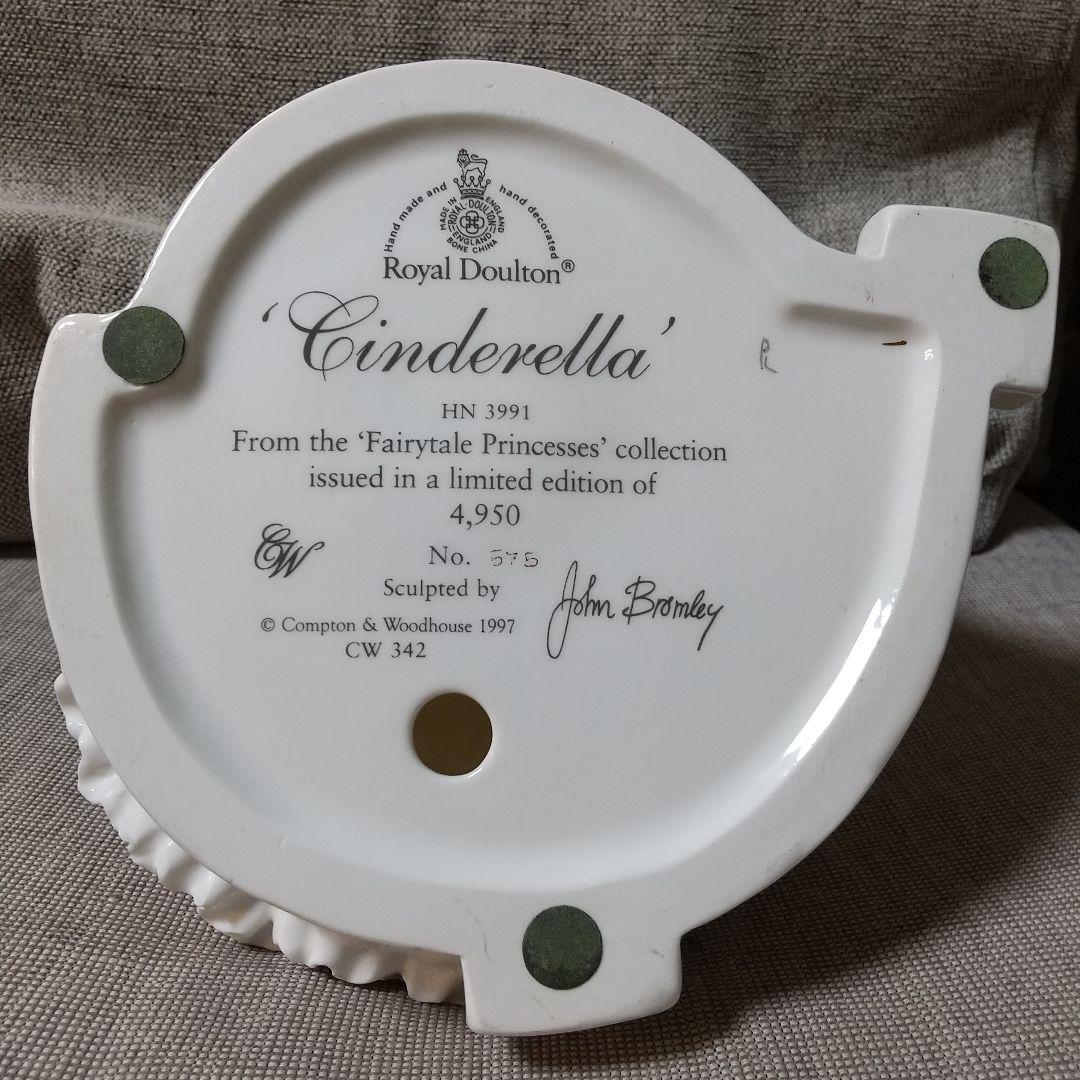 Hand made and hand decorated
MADE IN ENGLAND
ROYAL · DOULTON
ENGLAND
BONE CHINA
Royal Doulton®
‘Cinderella’
HN 3991
From the ‘Fairytale Princesses’ collection
issued in a limited edition of
4,950
CW
No. 575
Sculpted by
John Bromley
© Compton & Woodhouse 1997
CW 342